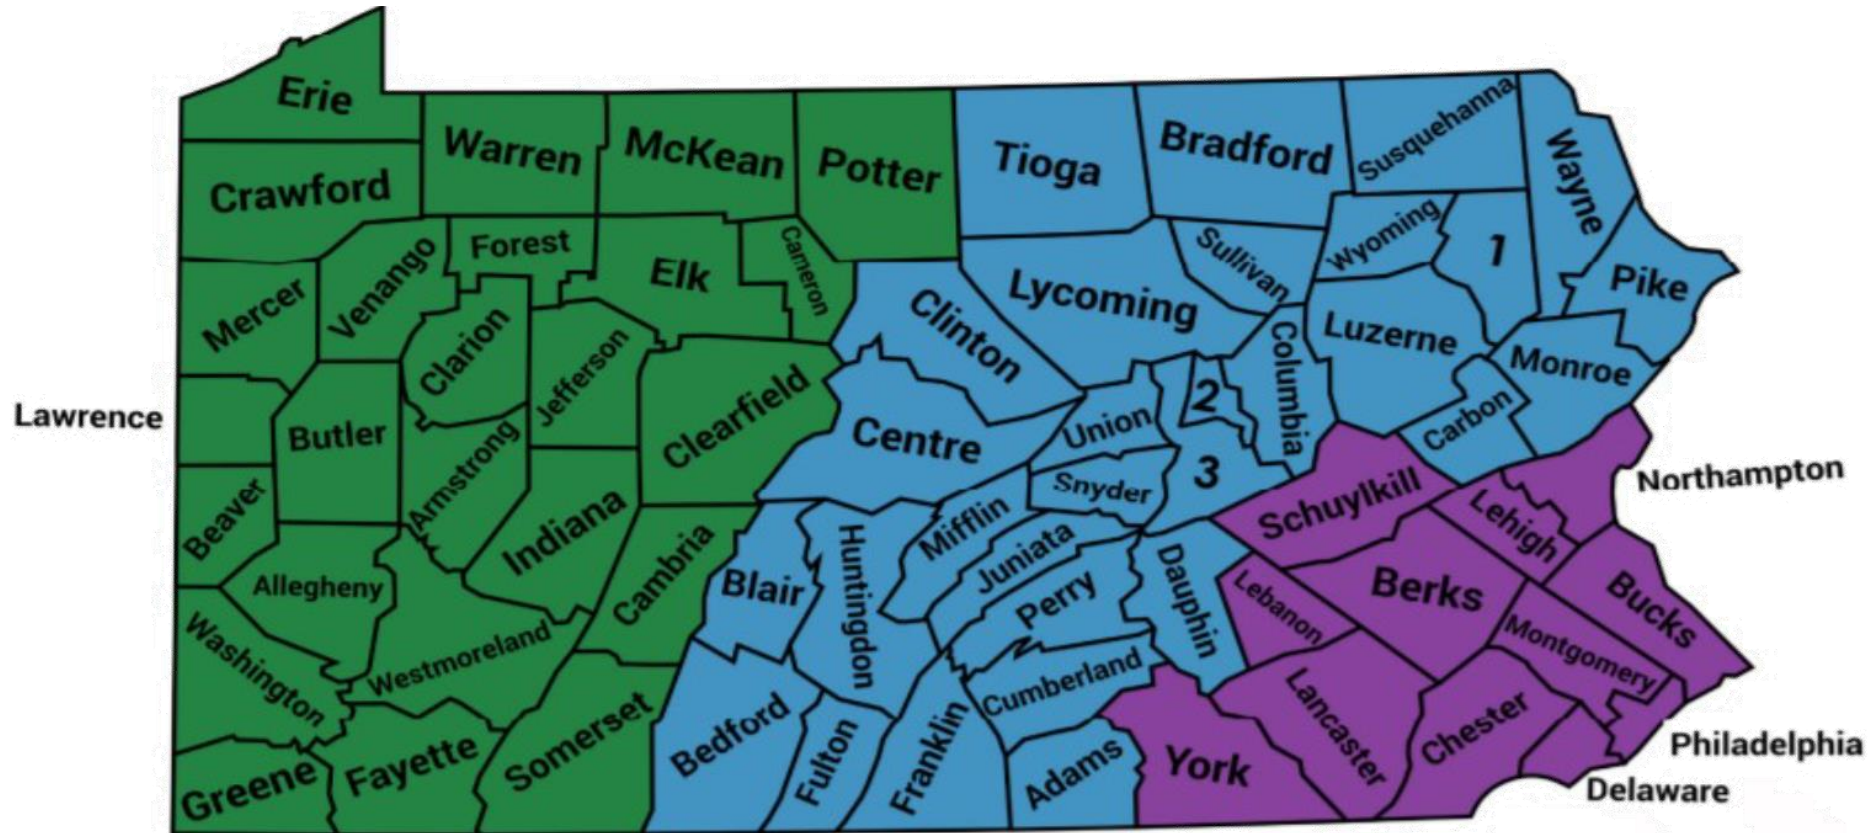 Erie
Warren
McKean
Potter
Tioga
Bradford
Susquehanna
Wayne
Crawford
Forest
Elk
Cameron
Sullivan
Wyoming
1
Pike
Mercer
Venango
Clarion
Jefferson
Clinton
Lycoming
Columbia
Luzerne
Monroe
Lawrence
Butler
Armstrong
Clearfield
Centre
Union
2
Carbon
Beaver
Indiana
Snyder
3
Schuylkill
Lehigh
Northampton
Allegheny
Cambria
Blair
Huntingdon
Mifflin
Juniata
Perry
Dauphin
Lebanon
Berks
Bucks
Washington
Westmoreland
Cumberland
Montgomery
Greene
Fayette
Somerset
Bedford
Fulton
Franklin
Adams
York
Lancaster
Chester
Philadelphia
Delaware